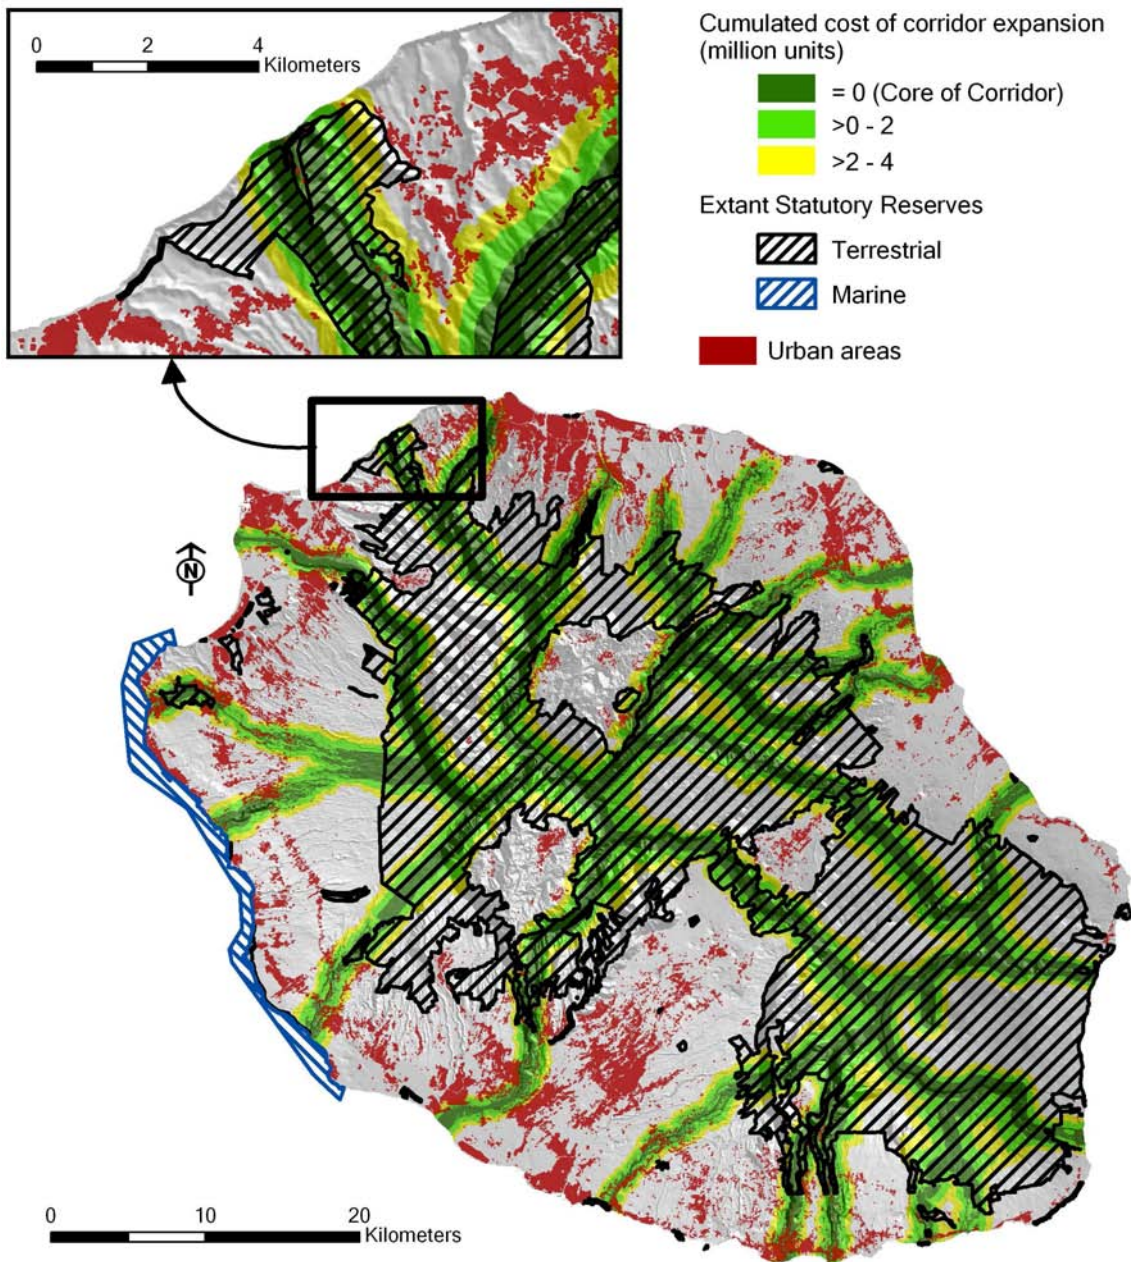 0 2 4
Kilometers
Cumulated cost of corridor expansion
(million units)
= 0 (Core of Corridor)
>0 - 2
>2 - 4
Extant Statutory Reserves
Terrestrial
Marine
Urban areas
N
0 10 20
Kilometers